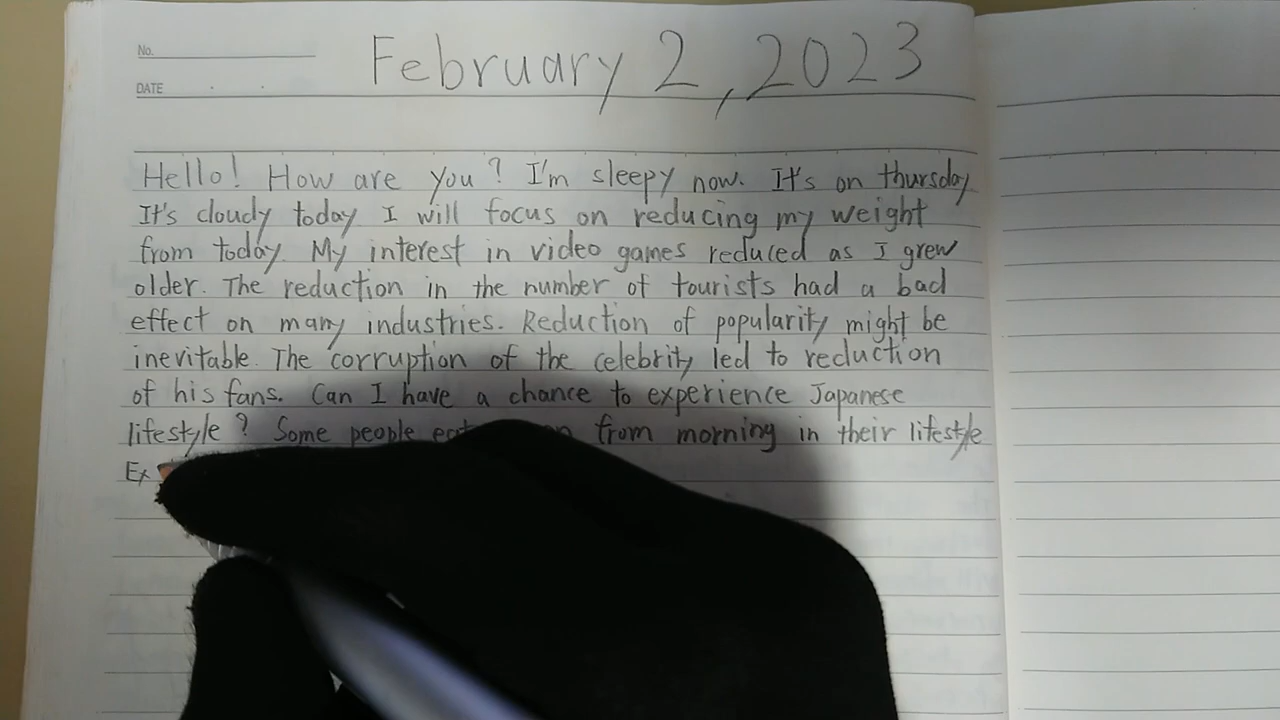 No.
February 2, 2023
DATE
Hello! How are you? I'm sleepy now. It's on thursday
It's cloudy today I will focus on reducing my weight
from today. My interest in video games reduced as I grew
older. The reduction in the number of tourists had a bad
effect on many industries. Reduction of popularity might be
inevitable. The corruption of the celebrity led to reduction
of his fans. Can I have a chance to experience Japanese
lifestyle? Some people from morning in their lifestyle
Ex